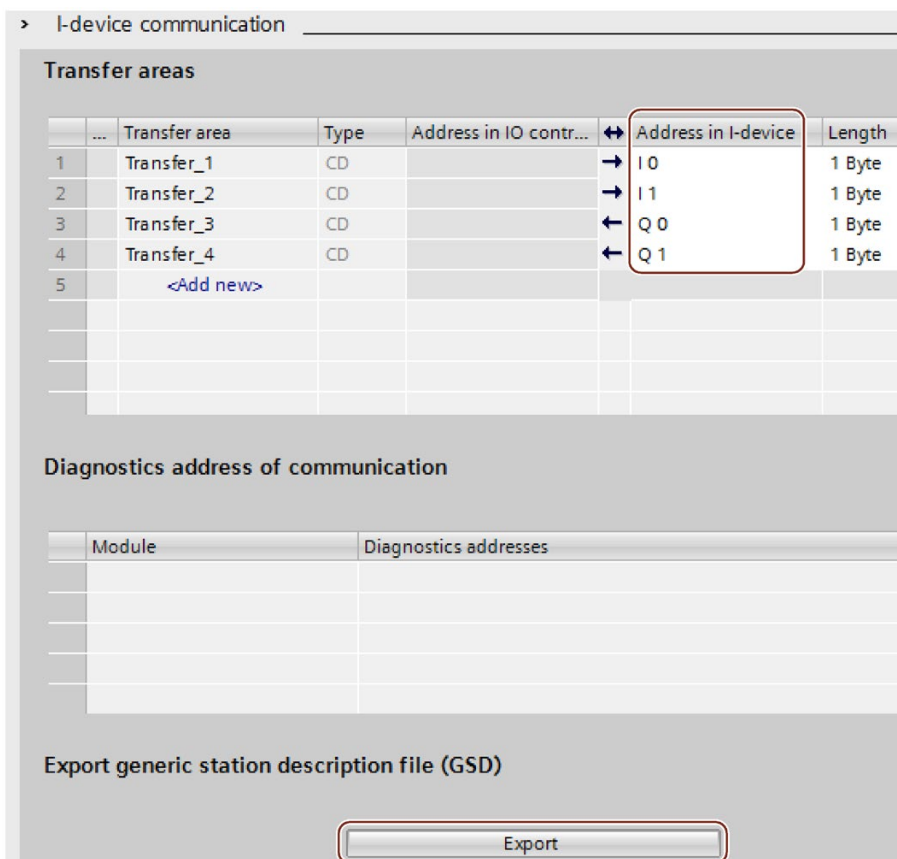 I-device communication
Transfer areas
... Transfer area Type Address in IO contr... ↔ Address in I-device Length
1 Transfer_1 CD → I 0 1 Byte
2 Transfer_2 CD → I 1 1 Byte
3 Transfer_3 CD ← Q 0 1 Byte
4 Transfer_4 CD ← Q 1 1 Byte
5 <Add new>
Diagnostics address of communication
Module Diagnostics addresses
Export generic station description file (GSD)
Export